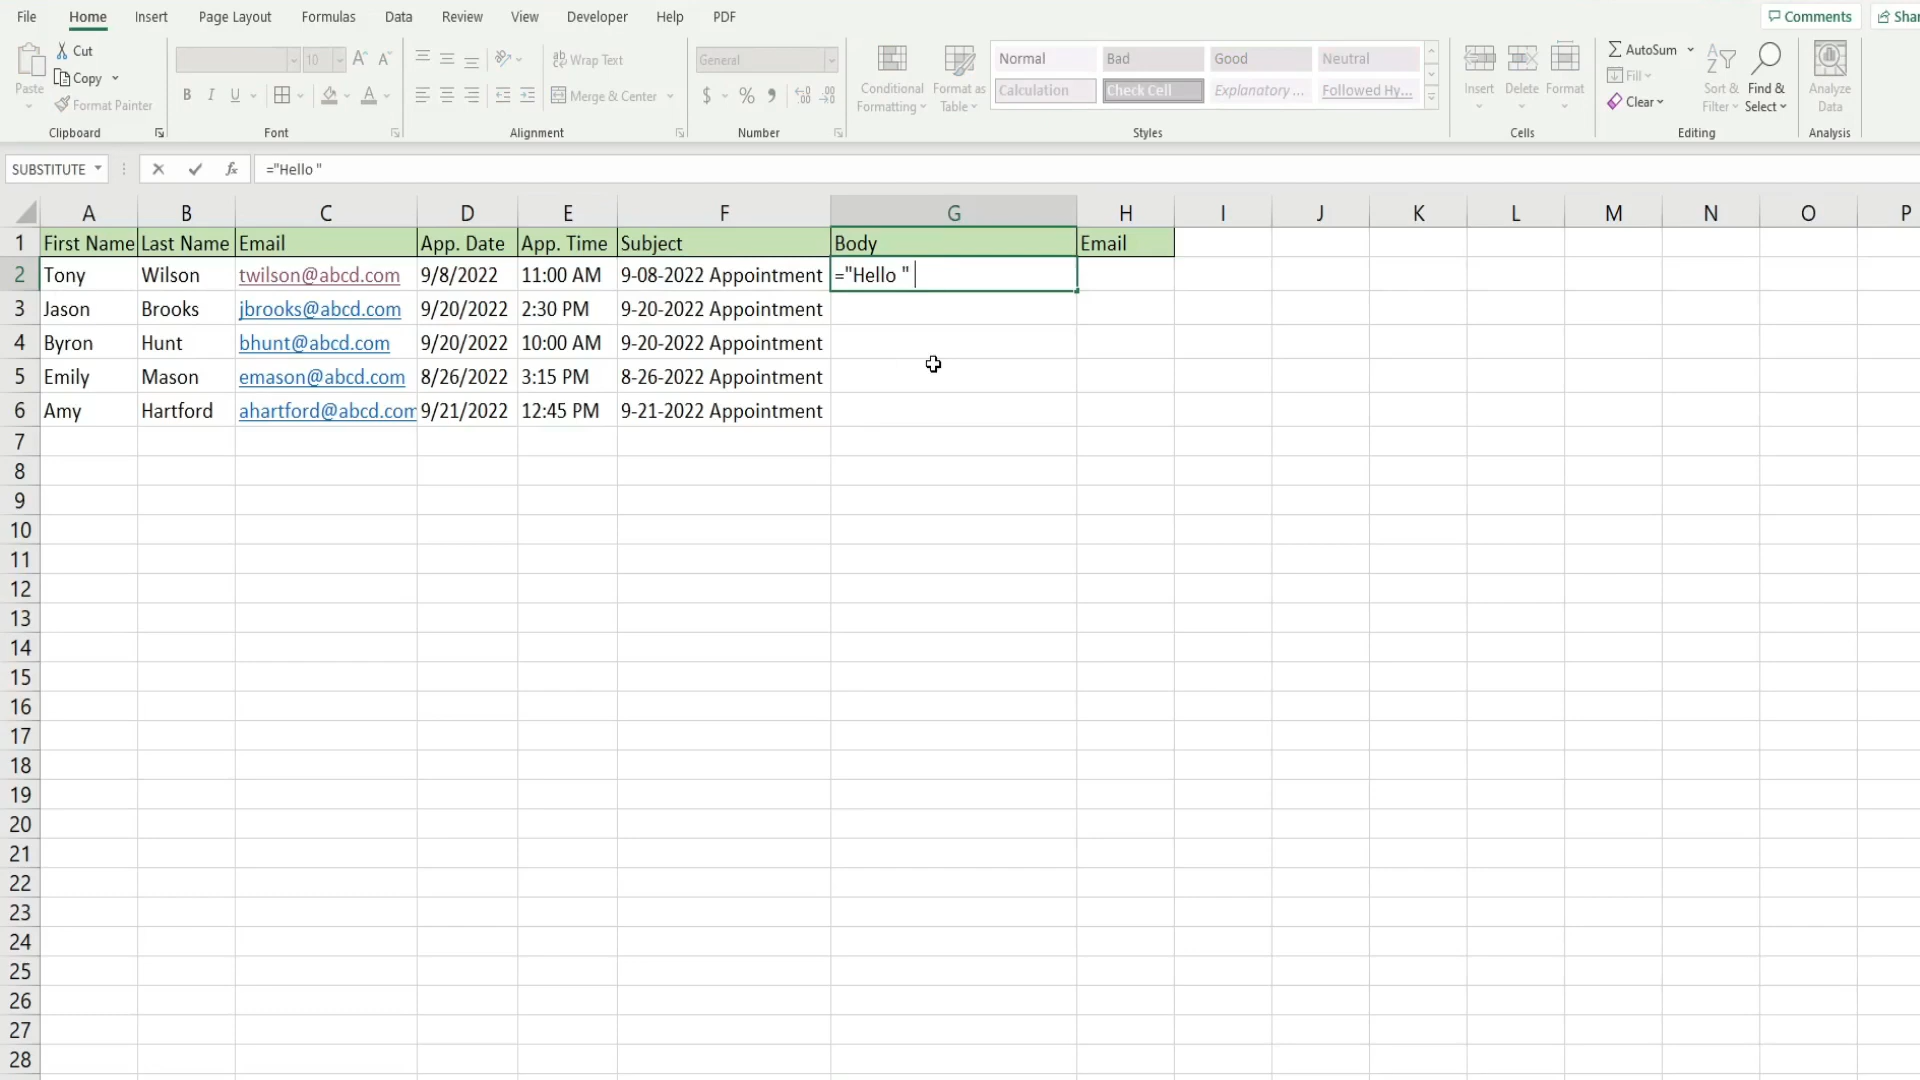 File Home Insert Page Layout Formulas Data Review View Developer Help PDF Comments
Cut
Copy
Format Painter
Paste
Clipboard
10 A A
B I U A
Font
Wrap Text
Merge & Center
Alignment
General
$ % 9
Number
Conditional Formatting
Format as Table
Normal Bad Good Neutral
Calculation Check Cell Explanatory ... Followed Hy...
Styles
Insert Delete Format
Cells
AutoSum
Fill
Clear
Sort & Filter
Find & Select
Editing
Analyze Data
Analysis
SUBSTITUTE fx ="Hello "
A B C D E F G H I J K L M N O P
1 First Name Last Name Email App. Date App. Time Subject Body Email
2 Tony Wilson twilson@abcd.com 9/8/2022 11:00 AM 9-08-2022 Appointment ="Hello "
3 Jason Brooks jbrooks@abcd.com 9/20/2022 2:30 PM 9-20-2022 Appointment
4 Byron Hunt bhunt@abcd.com 9/20/2022 10:00 AM 9-20-2022 Appointment
5 Emily Mason emason@abcd.com 8/26/2022 3:15 PM 8-26-2022 Appointment
6 Amy Hartford ahartford@abcd.com 9/21/2022 12:45 PM 9-21-2022 Appointment
7
8
9
10
11
12
13
14
15
16
17
18
19
20
21
22
23
24
25
26
27
28